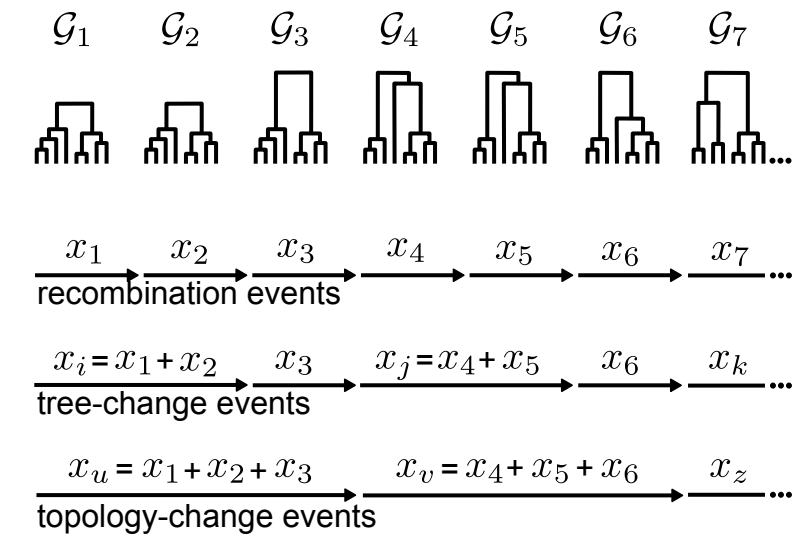 𝒢₁ 𝒢₂ 𝒢₃ 𝒢₄ 𝒢₅ 𝒢₆ 𝒢₇
...
x₁ x₂ x₃ x₄ x₅ x₆ x₇
...
recombination events
xᵢ=x₁+x₂ x₃ xⱼ=x₄+x₅ x₆ xₖ
...
tree-change events
xᵤ=x₁+x₂+x₃ xᵥ=x₄+x₅+x₆ x_z
...
topology-change events